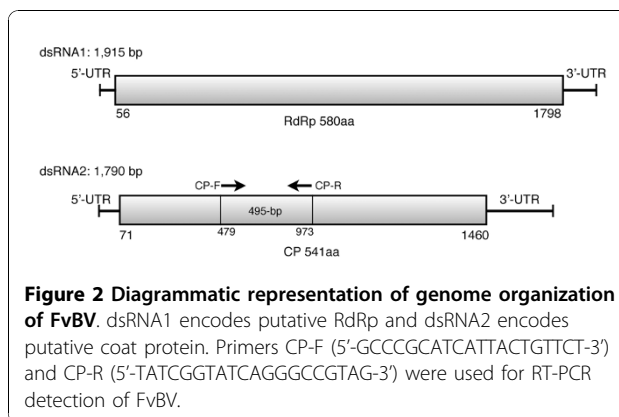 dsRNA1: 1,915 bp
5'-UTR
3'-UTR
56
RdRp 580aa
1798
dsRNA2: 1,790 bp
5'-UTR
CP-F
CP-R
3'-UTR
495-bp
71
479
973
1460
CP 541aa
Figure 2 Diagrammatic representation of genome organization
of FvBV. dsRNA1 encodes putative RdRp and dsRNA2 encodes
putative coat protein. Primers CP-F (5'-GCCCGCATCATTACTGTTCT-3')
and CP-R (5'-TATCGGTATCAGGGCCGTAG-3') were used for RT-PCR
detection of FvBV.